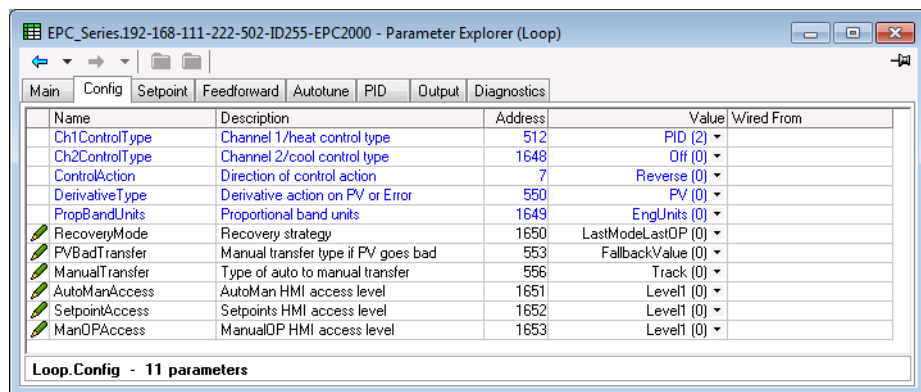 EPC_Series.192-168-111-222-502-ID255-EPC2000 - Parameter Explorer (Loop)
Main Config Setpoint Feedforward Autotune PID Output Diagnostics
Name Description Address Value Wired From
Ch1ControlType Channel 1/heat control type 512 PID (2)
Ch2ControlType Channel 2/cool control type 1648 Off (0)
ControlAction Direction of control action 7 Reverse (0)
DerivativeType Derivative action on PV or Error 550 PV (0)
PropBandUnits Proportional band units 1649 EngUnits (0)
RecoveryMode Recovery strategy 1650 LastModeLastOP (0)
PVBadTransfer Manual transfer type if PV goes bad 553 FallbackValue (0)
ManualTransfer Type of auto to manual transfer 556 Track (0)
AutoManAccess AutoMan HMI access level 1651 Level1 (0)
SetpointAccess Setpoints HMI access level 1652 Level1 (0)
ManOPAccess ManualOP HMI access level 1653 Level1 (0)
Loop.Config - 11 parameters